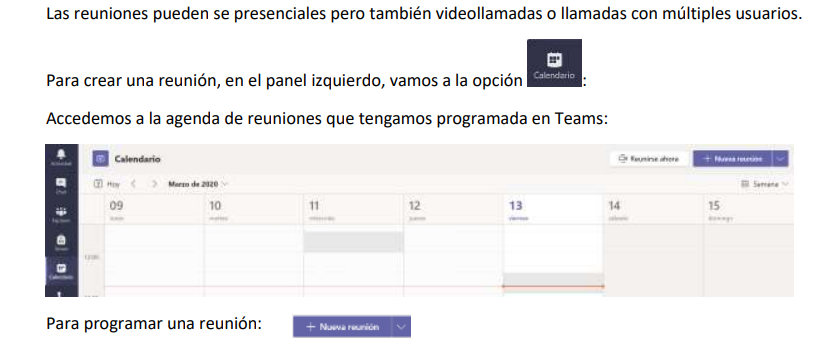 Las reuniones pueden se presenciales pero también videollamadas o llamadas con múltiples usuarios.
Para crear una reunión, en el panel izquierdo, vamos a la opción Calendario :
Accedemos a la agenda de reuniones que tengamos programada en Teams:
Calendario Reunirse ahora + Nueva reunión
Hoy Marzo de 2020 Semana
09 10 11 12 13 14 15
lunes martes miércoles jueves viernes sábado domingo
Chat
12:00
Calendario
Para programar una reunión: + Nueva reunión